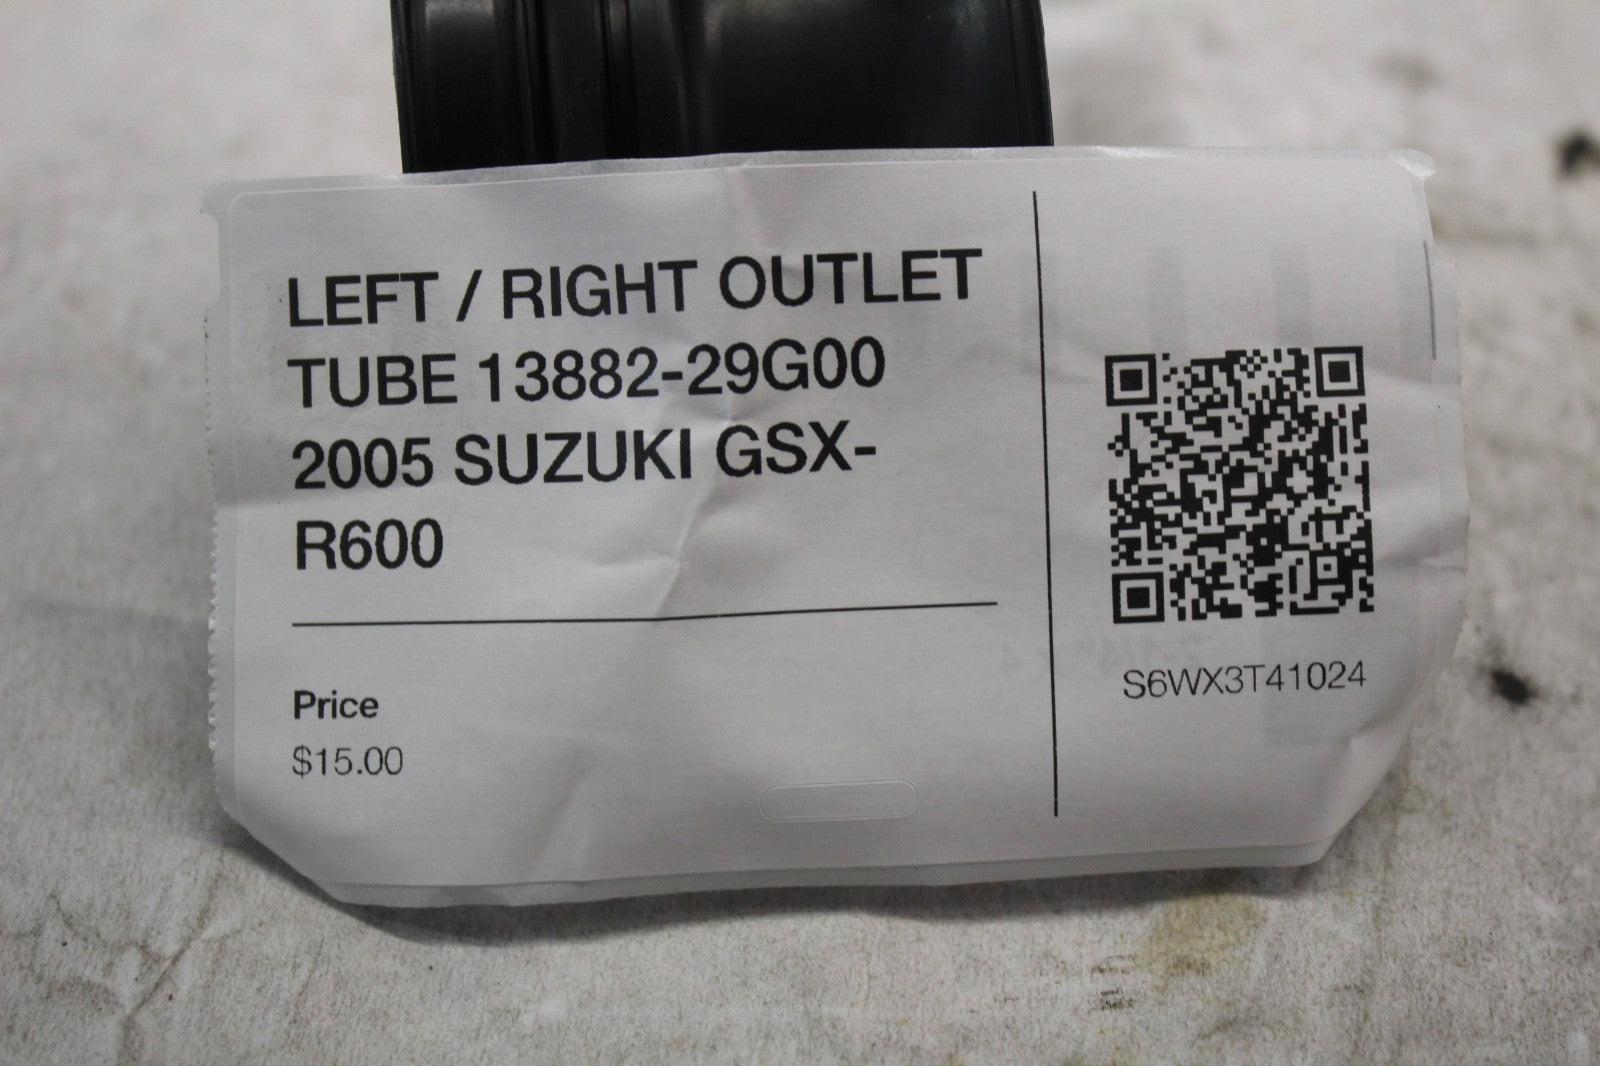 LEFT / RIGHT OUTLET
TUBE 13882-29G00
2005 SUZUKI GSX-
R600
Price
$15.00
S6WX3T41024